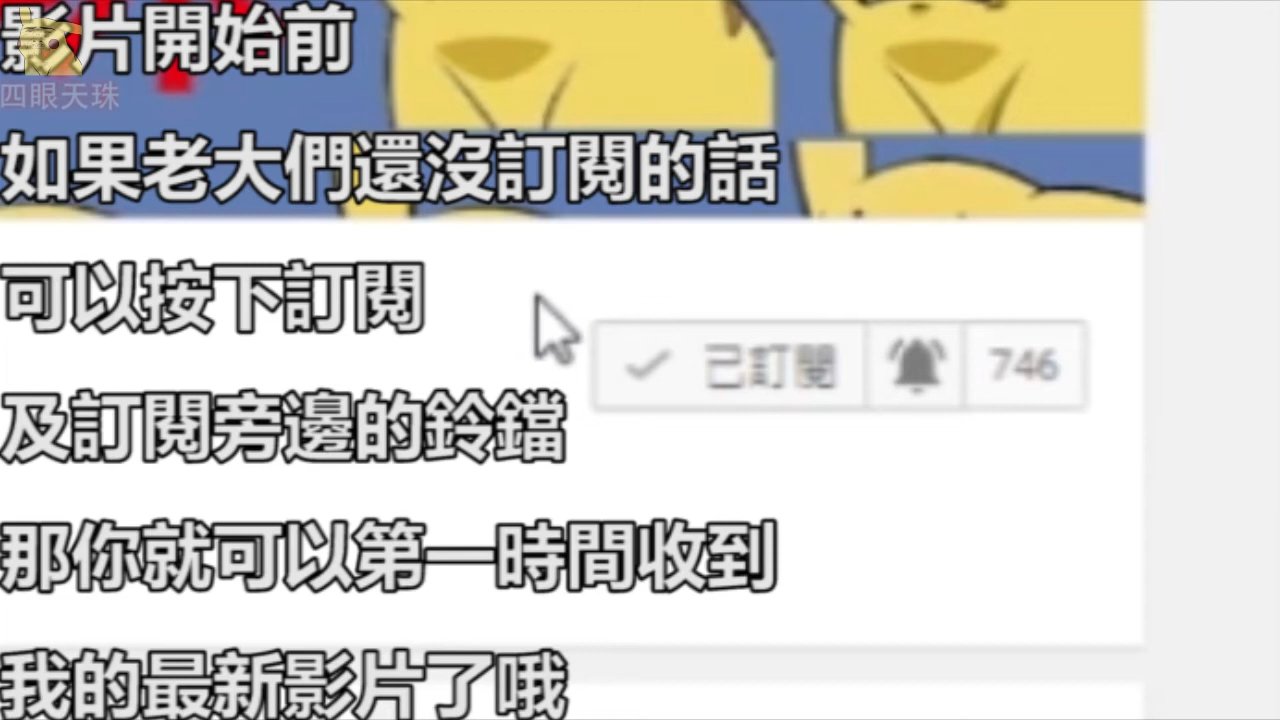 影片開始前
四眼天珠
如果老大們還沒訂閱的話
可以按下訂閱
已訂閱
746
及訂閱旁邊的鈴鐺
那你就可以第一時間收到
我的最新影片了哦